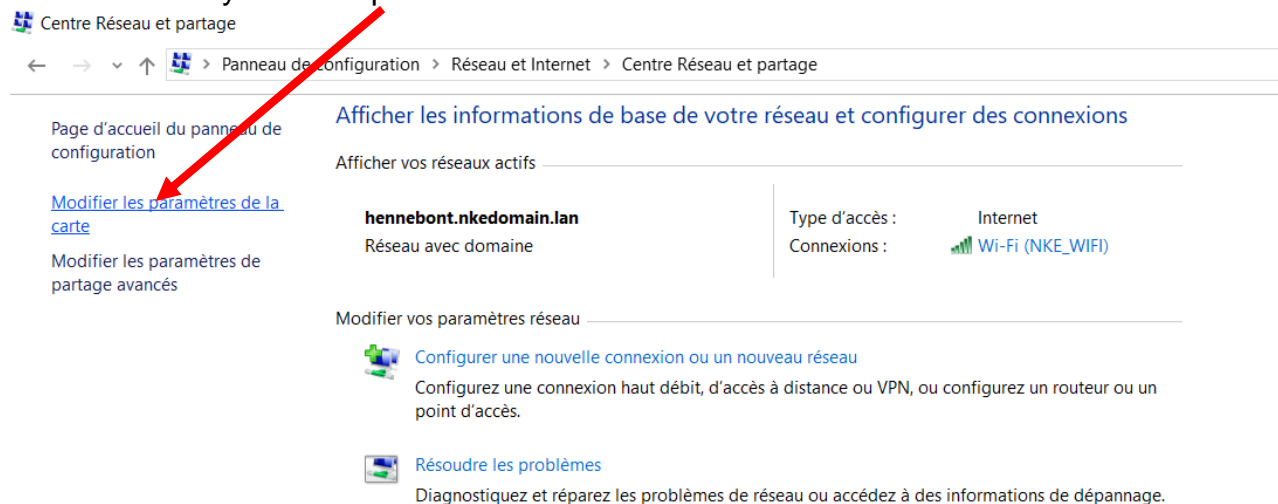 Centre Réseau et partage
Panneau de configuration > Réseau et Internet > Centre Réseau et partage
Page d'accueil du panneau de
configuration
Modifier les paramètres de la
carte
Modifier les paramètres de
partage avancés
Afficher les informations de base de votre réseau et configurer des connexions
Afficher vos réseaux actifs
hennebont.nkedomain.lan
Réseau avec domaine
Type d'accès : Internet
Connexions : Wi-Fi (NKE_WIFI)
Modifier vos paramètres réseau
Configurer une nouvelle connexion ou un nouveau réseau
Configurez une connexion haut débit, d'accès à distance ou VPN, ou configurez un routeur ou un
point d'accès.
Résoudre les problèmes
Diagnostiquez et réparez les problèmes de réseau ou accédez à des informations de dépannage.